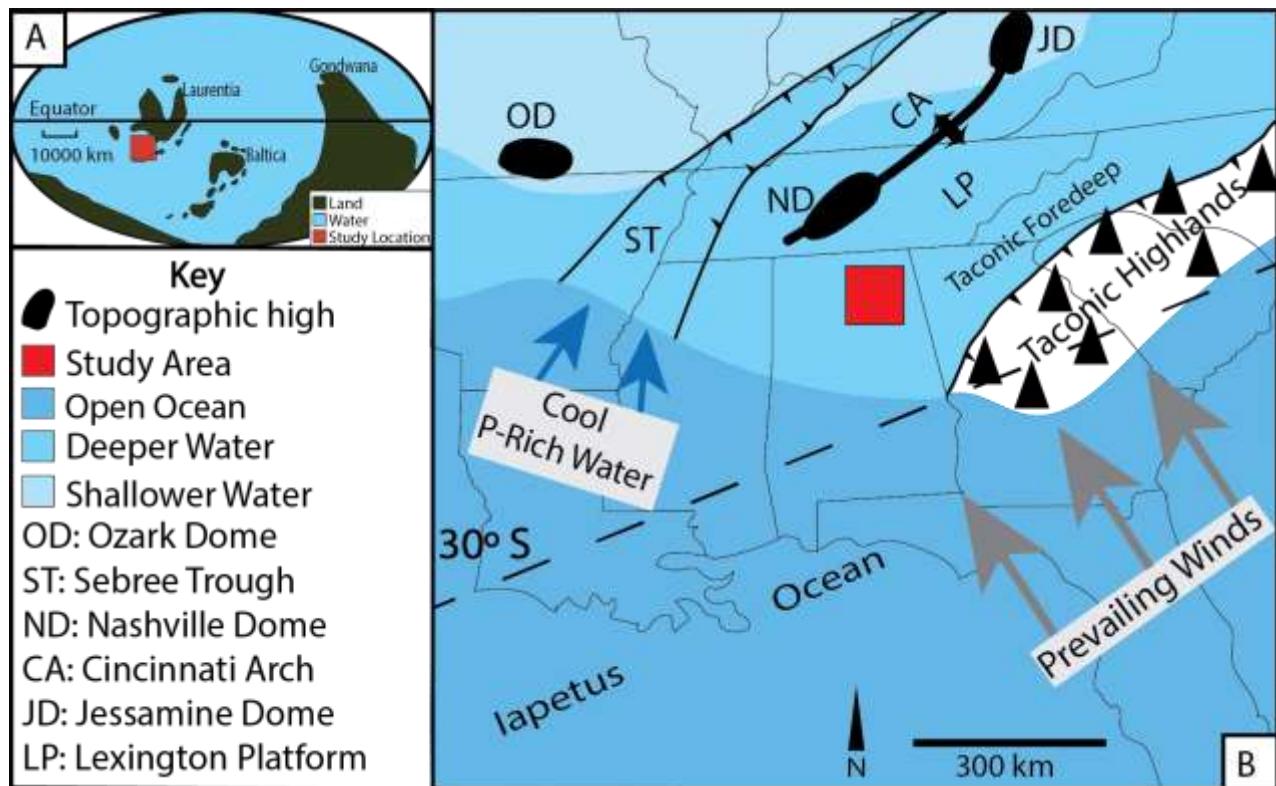 A
Gondwana
Laurentia
Equator
10000 km
Baltica
Land
Water
Study Location
Key
Topographic high
Study Area
Open Ocean
Deeper Water
Shallower Water
OD: Ozark Dome
ST: Sebree Trough
ND: Nashville Dome
CA: Cincinnati Arch
JD: Jessamine Dome
LP: Lexington Platform
JD
OD
CA
ND
LP
ST
Taconic Foredeep
Taconic Highlands
Cool
P-Rich Water
30º S
Prevailing Winds
Iapetus
Ocean
N
300 km
B